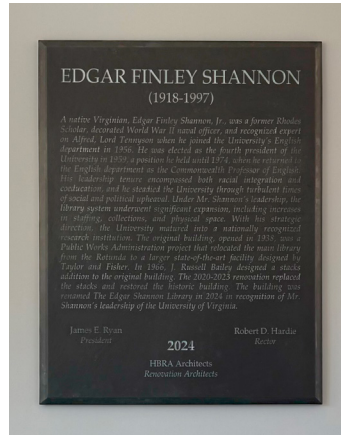 EDGAR FINLEY SHANNON
(1918-1997)
A native Virginian, Edgar Finley Shannon, Jr., was a former Rhodes
Scholar, decorated World War II naval officer, and recognized expert
on Alfred, Lord Tennyson when he joined the University's English
department in 1956. He was elected as the fourth president of the
University in 1959, a position he held until 1974, when he returned to
the English department as the Commonwealth Professor of English.
His leadership tenure encompassed both racial integration and
coeducation, and he steadied the University through turbulent times
of social and political upheaval. Under Mr. Shannon's leadership, the
library system underwent significant expansion, including increases
in staffing, collections, and physical space. With his strategic
direction, the University matured into a nationally recognized
research institution. The original building, opened in 1938, was a
Public Works Administration project that relocated the main library
from the Rotunda to a larger state-of-the-art facility designed by
Taylor and Fisher. In 1966, J. Russell Bailey designed a stacks
addition to the original building. The 2020-2023 renovation replaced
the stacks and restored the historic building. The building was
renamed The Edgar Shannon Library in 2024 in recognition of Mr.
Shannon's leadership of the University of Virginia.
James E. Ryan
President
Robert D. Hardie
Rector
2024
HBRA Architects
Renovation Architects